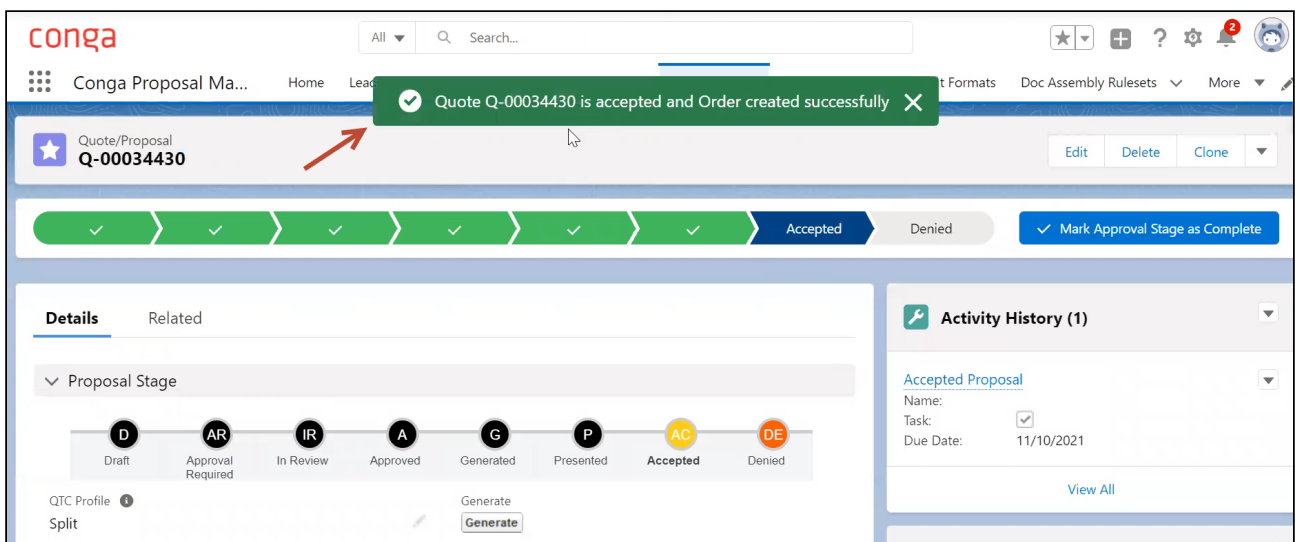 conga
All
Search...
2
Conga Proposal Ma...
Home
Doc Assembly Rulesets
More
Quote Q-00034430 is accepted and Order created successfully
Quote/Proposal
Q-00034430
Edit
Delete
Clone
Accepted
Denied
Mark Approval Stage as Complete
Details
Related
Activity History (1)
Proposal Stage
Accepted Proposal
Name:
Task:
Due Date: 11/10/2021
View All
D
AR
IR
A
G
P
AC
DE
Draft
Approval
Required
In Review
Approved
Generated
Presented
Accepted
Denied
QTC Profile
Split
Generate
Generate